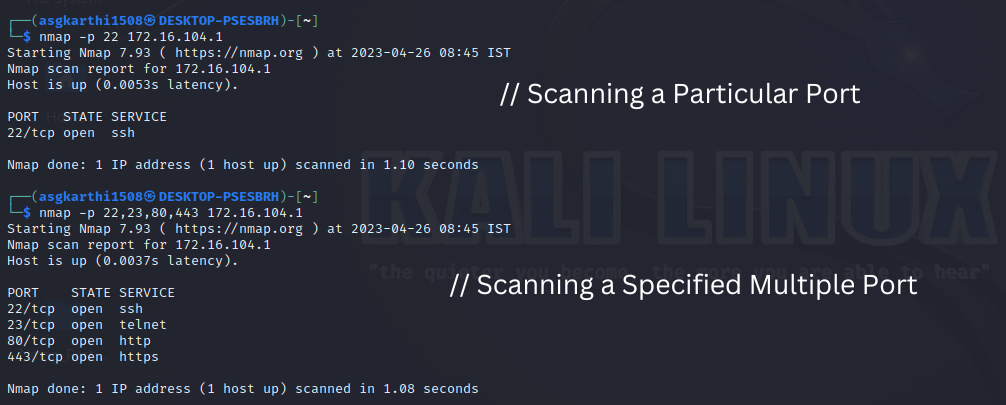 ┌──(asgkarthi1508㉿DESKTOP-PSESBRH)-[~]
└─$ nmap -p 22 172.16.104.1
Starting Nmap 7.93 ( https://nmap.org ) at 2023-04-26 08:45 IST
Nmap scan report for 172.16.104.1
Host is up (0.0053s latency).
// Scanning a Particular Port
PORT   STATE SERVICE
22/tcp open  ssh
Nmap done: 1 IP address (1 host up) scanned in 1.10 seconds
KALI LINUX
┌──(asgkarthi1508㉿DESKTOP-PSESBRH)-[~]
└─$ nmap -p 22,23,80,443 172.16.104.1
Starting Nmap 7.93 ( https://nmap.org ) at 2023-04-26 08:45 IST
Nmap scan report for 172.16.104.1
Host is up (0.0037s latency).
"the quieter you become, the more you are able to hear"
// Scanning a Specified Multiple Port
PORT    STATE SERVICE
22/tcp  open  ssh
23/tcp  open  telnet
80/tcp  open  http
443/tcp open  https
Nmap done: 1 IP address (1 host up) scanned in 1.08 seconds